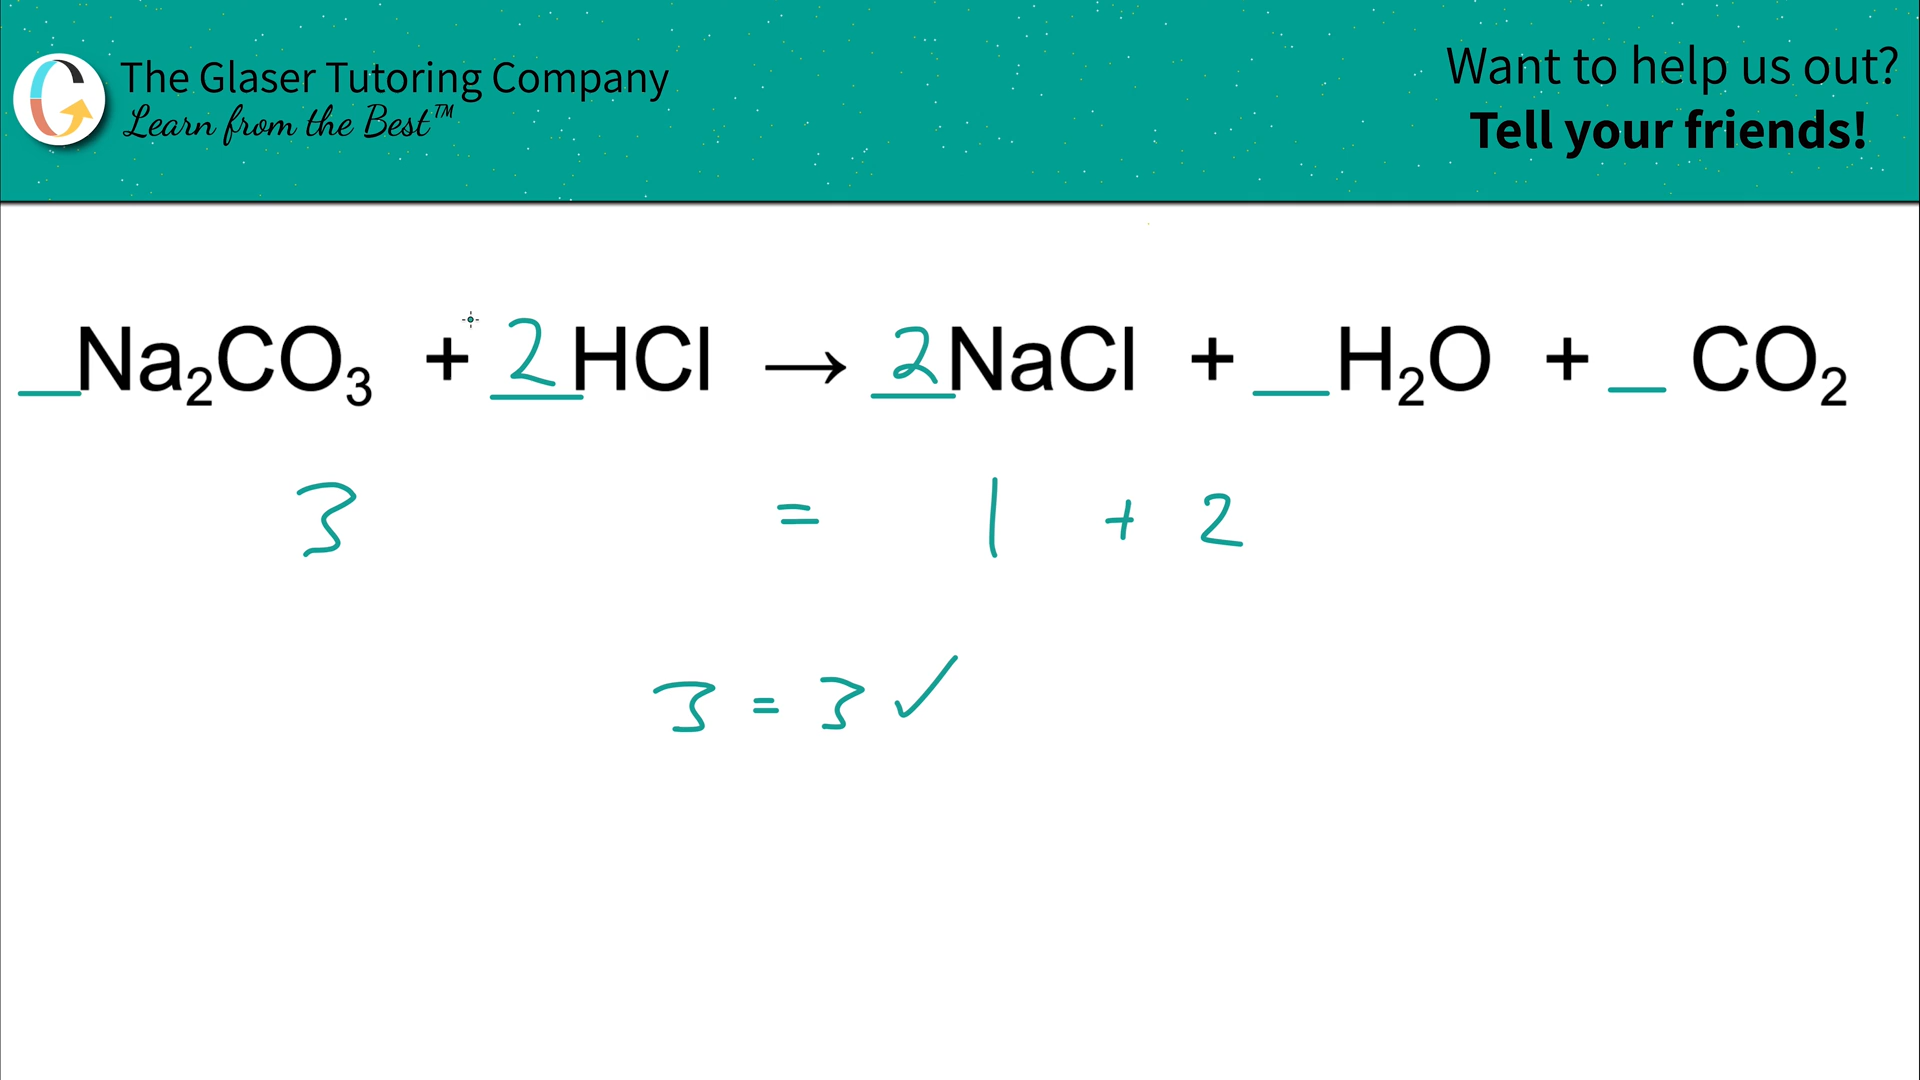 The Glaser Tutoring Company
Learn from the Best™
Want to help us out?
Tell your friends!
_Na₂CO₃ + 2HCl → 2NaCl + _H₂O + _ CO₂
3 = 1 + 2
3 = 3 ✓